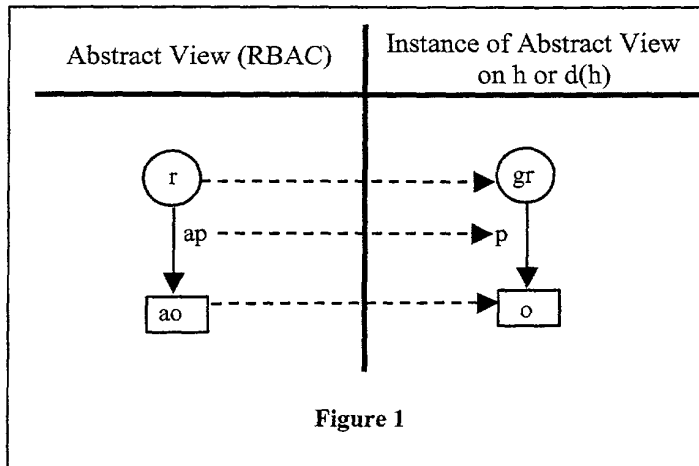 Abstract View (RBAC)
Instance of Abstract View
on h or d(h)
r
gr
ap
p
ao
o
Figure 1